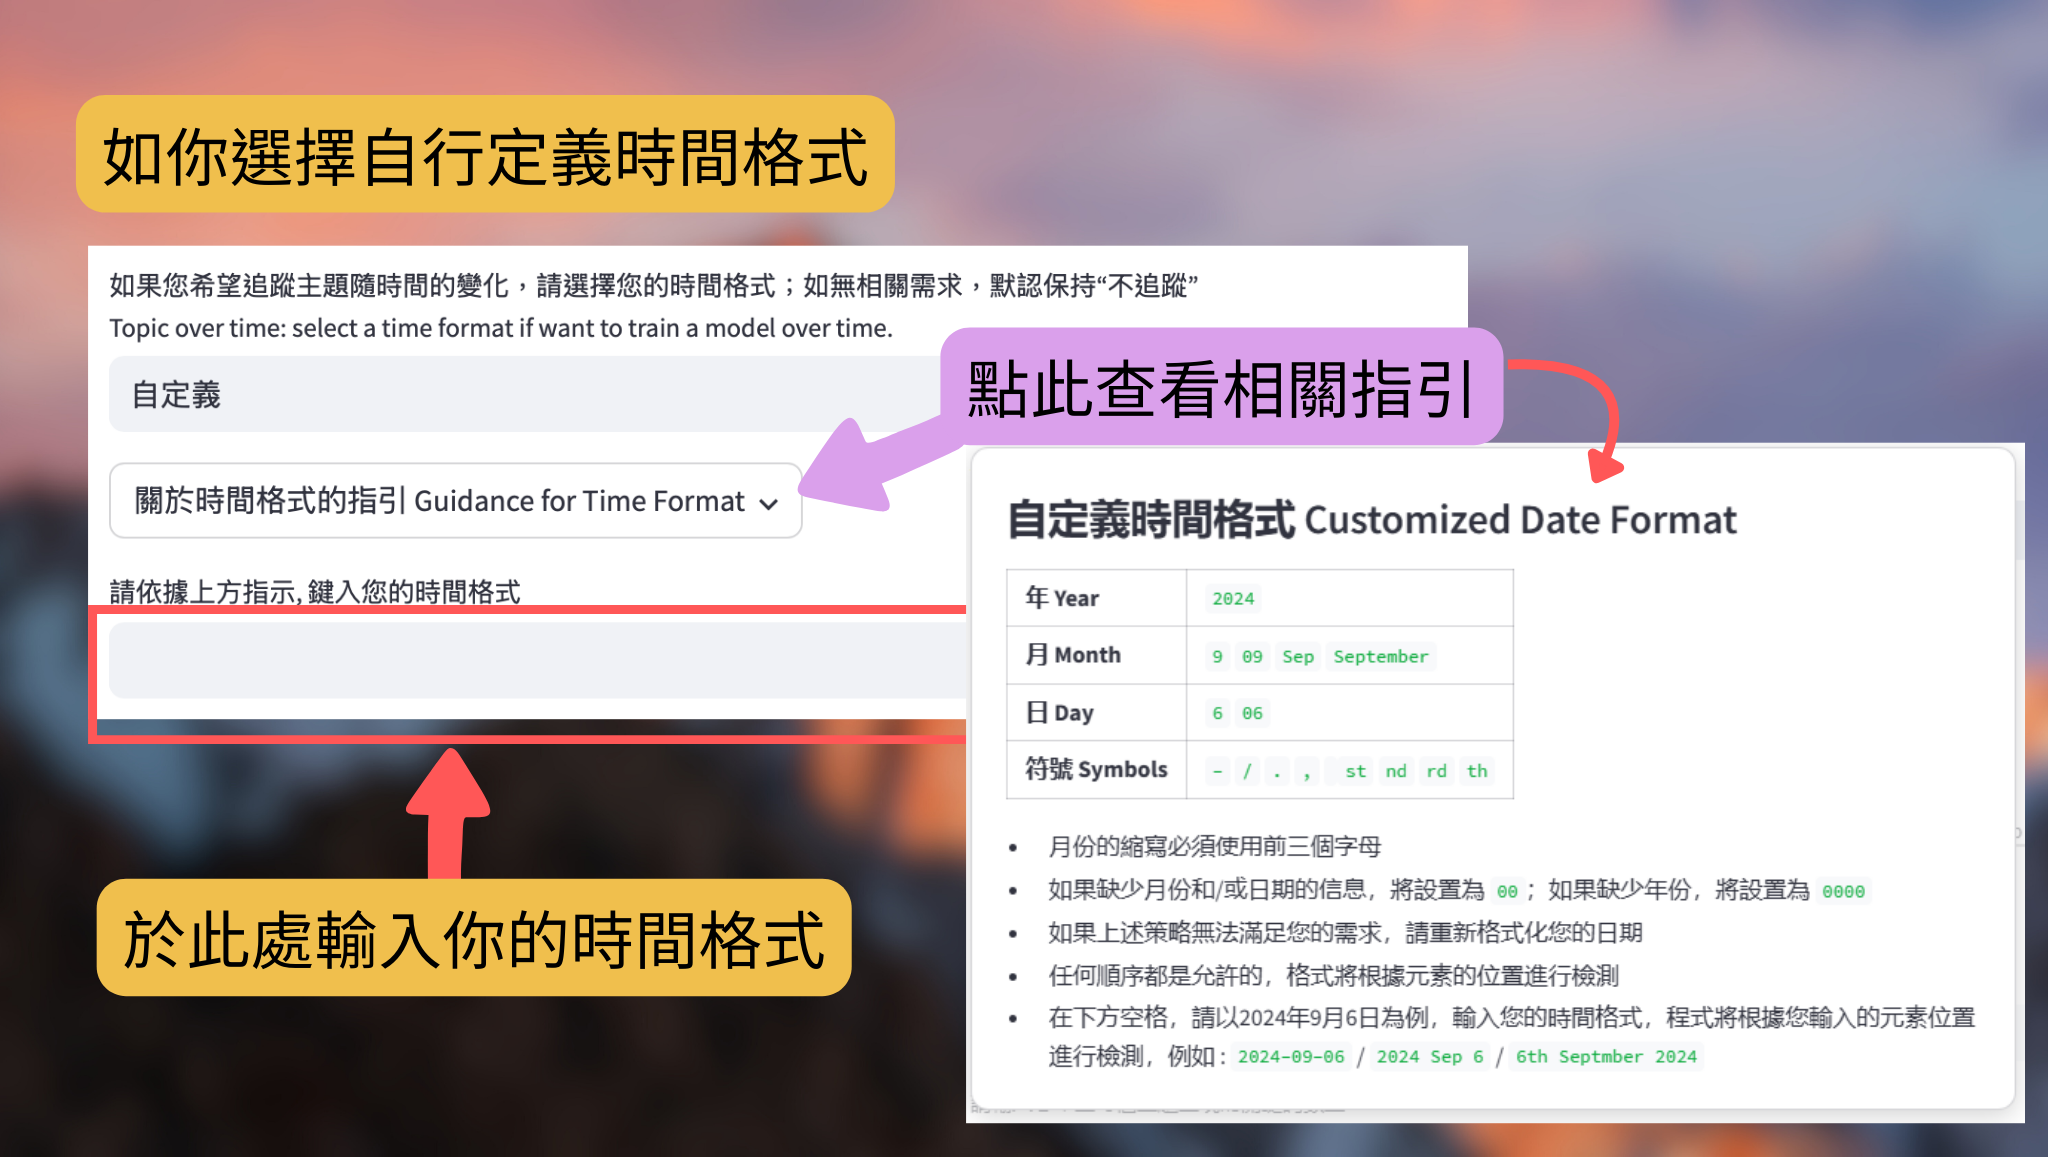 如你選擇自行定義時間格式
如果您希望追蹤主題隨時間的變化，請選擇您的時間格式；如無相關需求，默認保持“不追蹤”
Topic over time: select a time format if want to train a model over time.
自定義
點此查看相關指引
關於時間格式的指引 Guidance for Time Format
請依據上方指示, 鍵入您的時間格式
於此處輸入你的時間格式
自定義時間格式 Customized Date Format
年 Year 2024
月 Month 9 09 Sep September
日 Day 6 06
符號 Symbols - / . , st nd rd th
• 月份的縮寫必須使用前三個字母
• 如果缺少月份和/或日期的信息，將設置為 00；如果缺少年份，將設置為 0000
• 如果上述策略無法滿足您的需求，請重新格式化您的日期
• 任何順序都是允許的，格式將根據元素的位置進行檢測
• 在下方空格，請以2024年9月6日為例，輸入您的時間格式，程式將根據您輸入的元素位置
進行檢測，例如：2024-09-06 / 2024 Sep 6 / 6th Septmber 2024